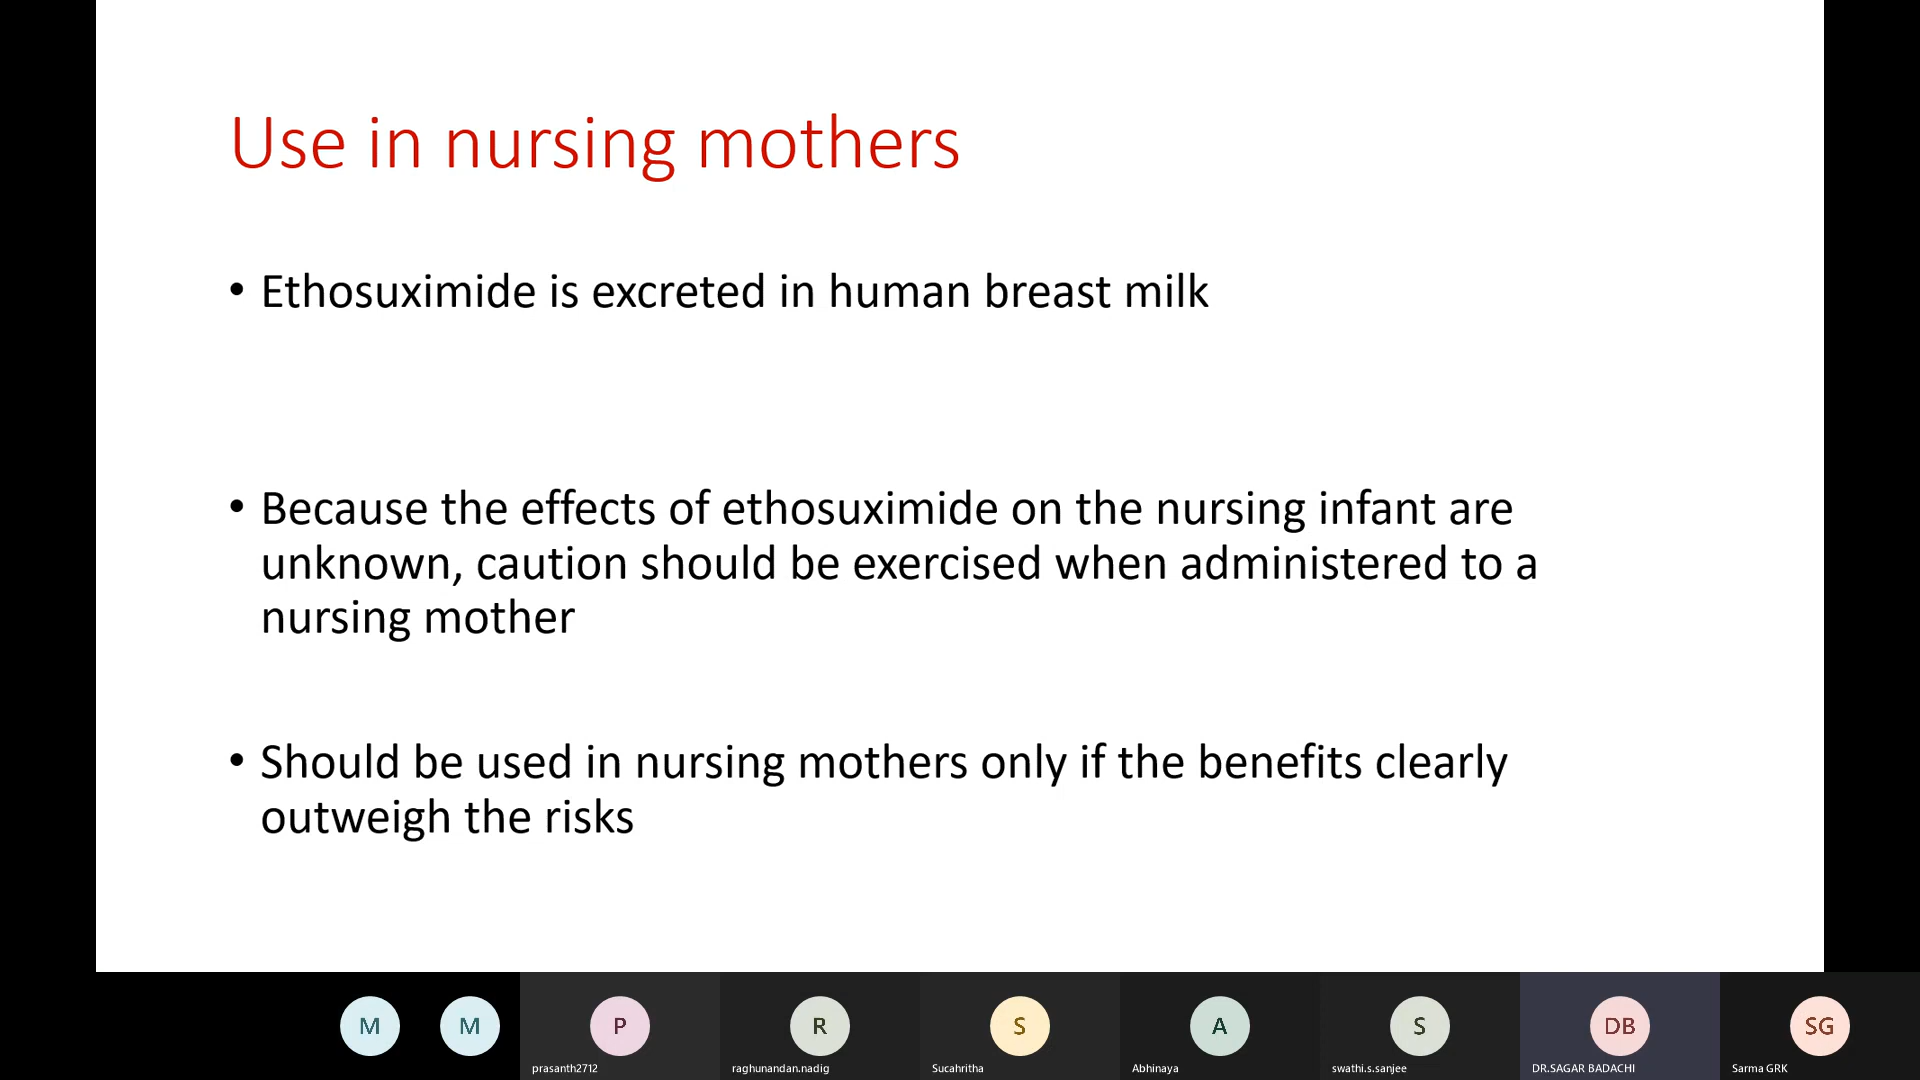 Use in nursing mothers
• Ethosuximide is excreted in human breast milk
• Because the effects of ethosuximide on the nursing infant are
unknown, caution should be exercised when administered to a
nursing mother
• Should be used in nursing mothers only if the benefits clearly
outweigh the risks
M M P R S A S DB SG
prasanth2712 raghunandan.nadig Sucahritha Abhinaya swathi.s.sanjee DR.SAGAR BADACHI Sarma GRK